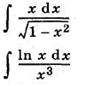 ∫ x dx / √(1 − x²)
∫ ln x dx / x³